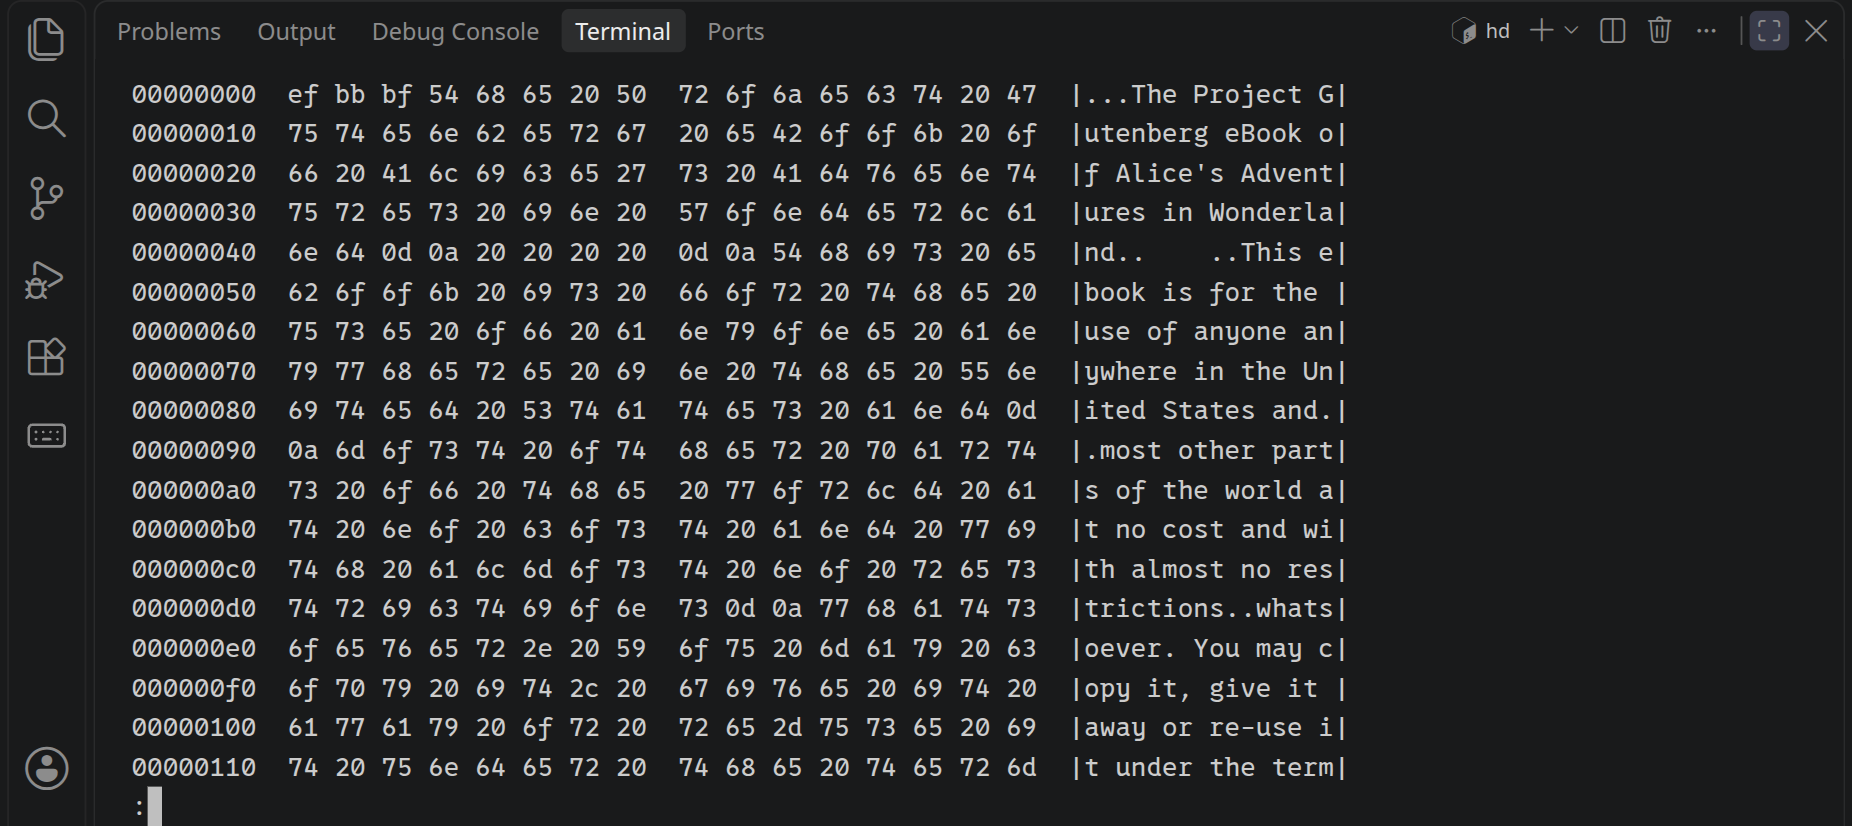 Problems Output Debug Console Terminal Ports hd
00000000  ef bb bf 54 68 65 20 50  72 6f 6a 65 63 74 20 47  |...The Project G|
00000010  75 74 65 6e 62 65 72 67  20 65 42 6f 6f 6b 20 6f  |utenberg eBook o|
00000020  66 20 41 6c 69 63 65 27  73 20 41 64 76 65 6e 74  |f Alice's Advent|
00000030  75 72 65 73 20 69 6e 20  57 6f 6e 64 65 72 6c 61  |ures in Wonderla|
00000040  6e 64 0d 0a 20 20 20 20  0d 0a 54 68 69 73 20 65  |nd..    ..This e|
00000050  62 6f 6f 6b 20 69 73 20  66 6f 72 20 74 68 65 20  |book is for the |
00000060  75 73 65 20 6f 66 20 61  6e 79 6f 6e 65 20 61 6e  |use of anyone an|
00000070  79 77 68 65 72 65 20 69  6e 20 74 68 65 20 55 6e  |ywhere in the Un|
00000080  69 74 65 64 20 53 74 61  74 65 73 20 61 6e 64 0d  |ited States and.|
00000090  0a 6d 6f 73 74 20 6f 74  68 65 72 20 70 61 72 74  |.most other part|
000000a0  73 20 6f 66 20 74 68 65  20 77 6f 72 6c 64 20 61  |s of the world a|
000000b0  74 20 6e 6f 20 63 6f 73  74 20 61 6e 64 20 77 69  |t no cost and wi|
000000c0  74 68 20 61 6c 6d 6f 73  74 20 6e 6f 20 72 65 73  |th almost no res|
000000d0  74 72 69 63 74 69 6f 6e  73 0d 0a 77 68 61 74 73  |trictions..whats|
000000e0  6f 65 76 65 72 2e 20 59  6f 75 20 6d 61 79 20 63  |oever. You may c|
000000f0  6f 70 79 20 69 74 2c 20  67 69 76 65 20 69 74 20  |opy it, give it |
00000100  61 77 61 79 20 6f 72 20  72 65 2d 75 73 65 20 69  |away or re-use i|
00000110  74 20 75 6e 64 65 72 20  74 68 65 20 74 65 72 6d  |t under the term|
: